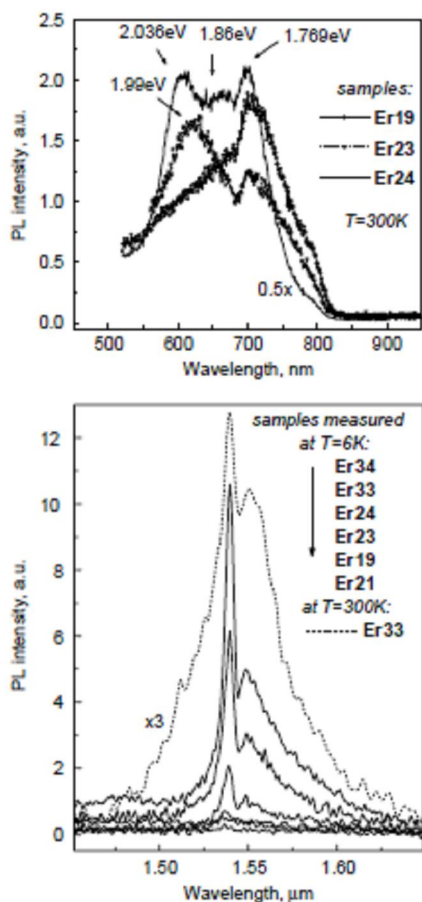 2.036eV 1.86eV 1.769eV
1.99eV
samples:
Er19
Er23
Er24
T=300K
0.5x
2.5
2.0
1.5
1.0
0.5
0.0
PL intensity, a.u.
500 600 700 800 900
Wavelength, nm
samples measured
at T=6K:
Er34
Er33
Er24
Er23
Er19
Er21
at T=300K:
Er33
x3
12
10
8
6
4
2
0
PL intensity, a.u.
1.50 1.55 1.60
Wavelength, μm